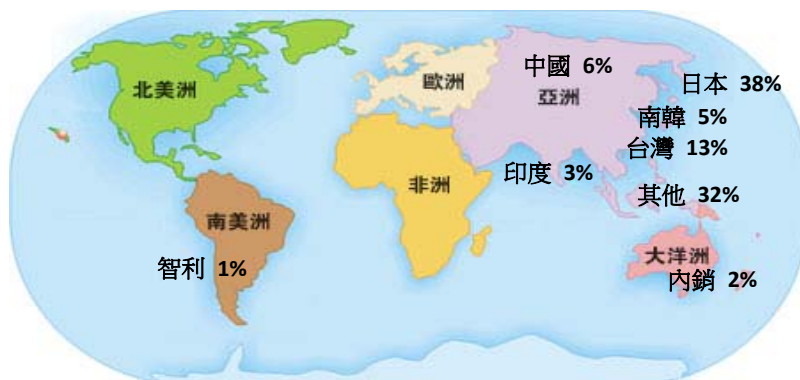 中國 6%
歐洲
亞洲
北美洲
日本 38%
南韓 5%
台灣 13%
印度 3%
非洲
其他 32%
南美洲
大洋洲
智利 1%
內銷 2%